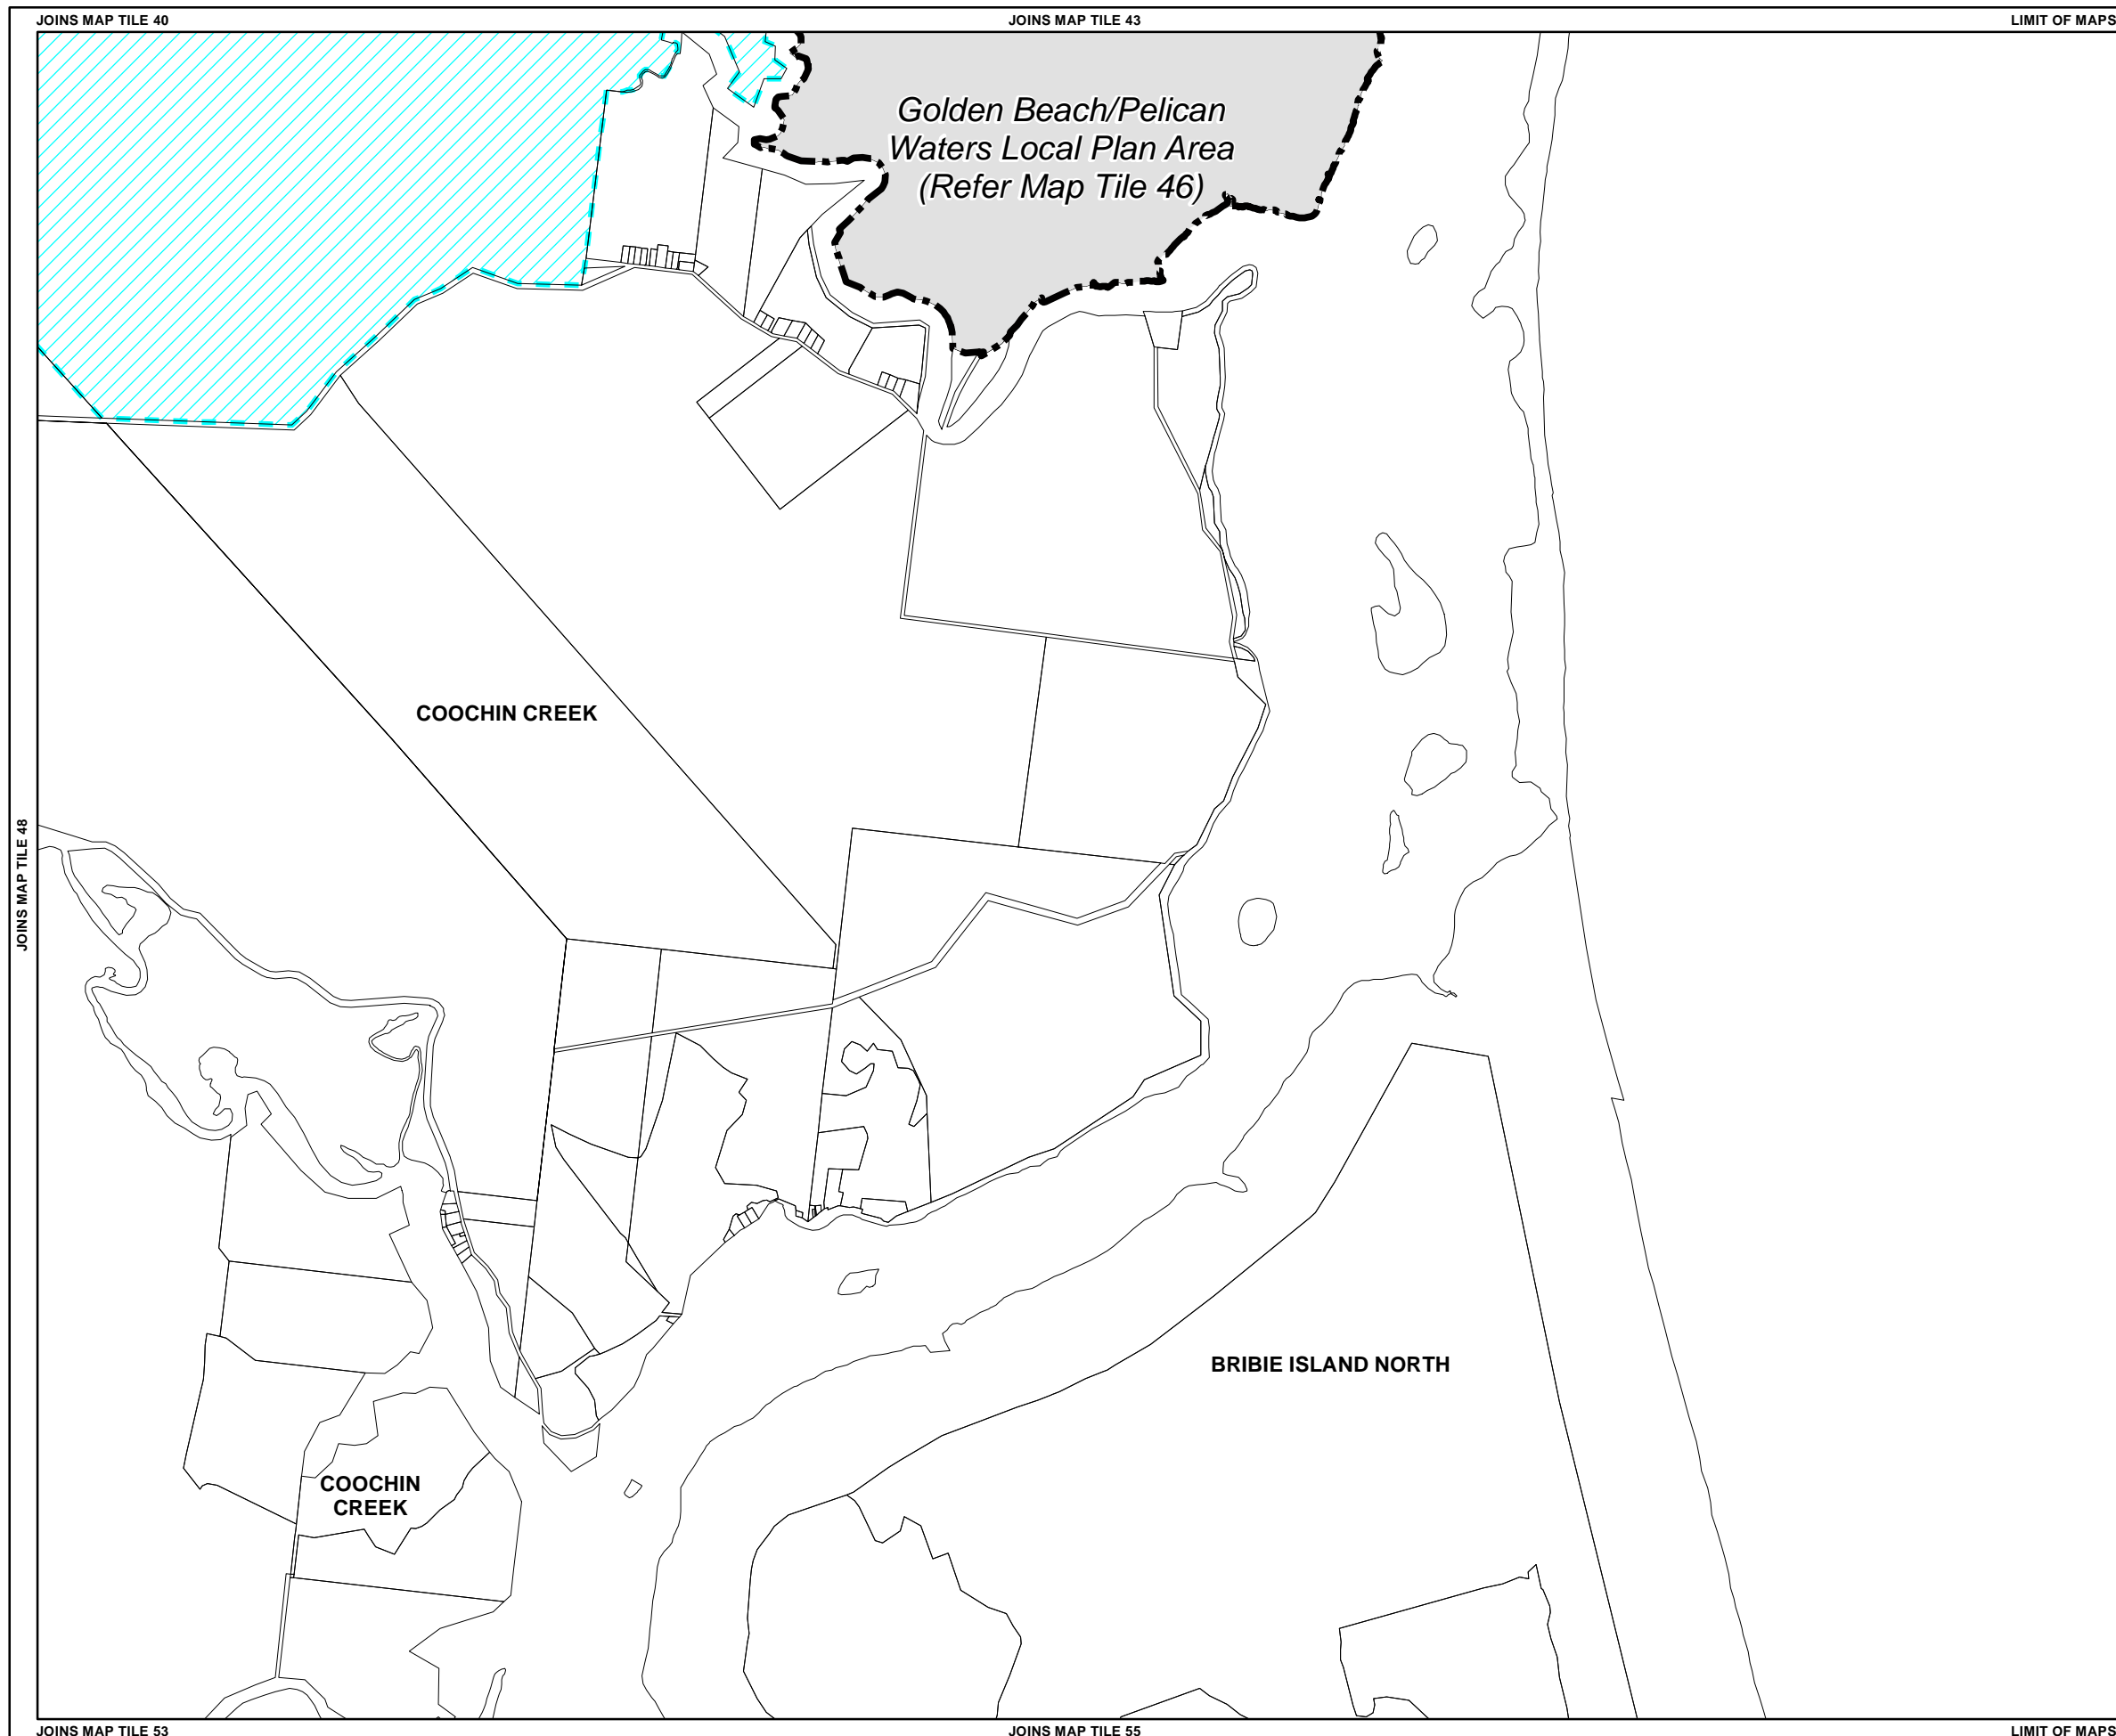 JOINS MAP TILE 40
JOINS MAP TILE 43
LIMIT OF MAPS
Golden Beach/Pelican
Waters Local Plan Area
(Refer Map Tile 46)
COOCHIN CREEK
JOINS MAP TILE 48
BRIBIE ISLAND NORTH
COOCHIN
CREEK
JOINS MAP TILE 53
JOINS MAP TILE 55
LIMIT OF MAPS